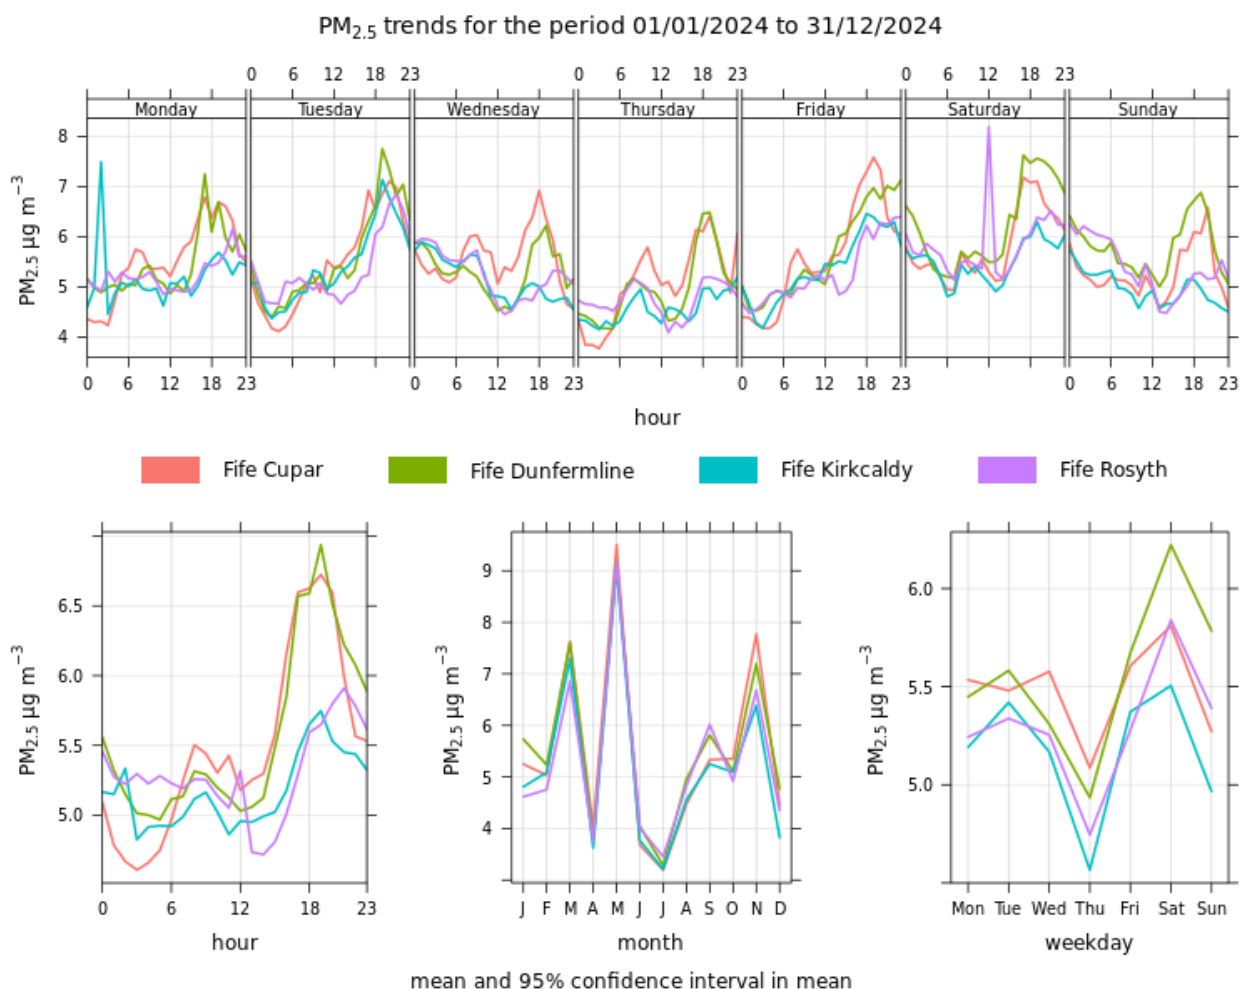 PM2.5 trends for the period 01/01/2024 to 31/12/2024
0 6 12 18 23 0 6 12 18 23 0 6 12 18 23
Monday Tuesday Wednesday Thursday Friday Saturday Sunday
8
7
6
5
4
PM2.5 µg m−3
0 6 12 18 23 0 6 12 18 23 0 6 12 18 23 0 6 12 18 23
hour
Fife Cupar Fife Dunfermline Fife Kirkcaldy Fife Rosyth
6.5
6.0
5.5
5.0
PM2.5 µg m−3
0 6 12 18 23
hour
9
8
7
6
5
4
PM2.5 µg m−3
J F M A M J J A S O N D
month
6.0
5.5
5.0
PM2.5 µg m−3
Mon Tue Wed Thu Fri Sat Sun
weekday
mean and 95% confidence interval in mean